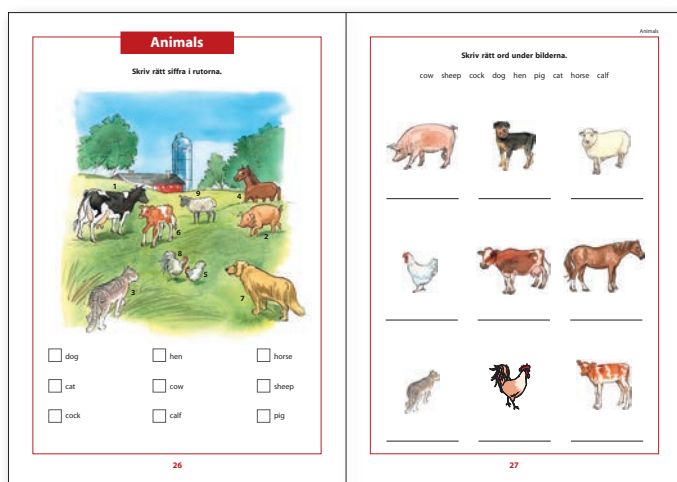 Animals
Skriv rätt siffra i rutorna.
1
9
4
6
2
8
5
3
7
dog hen horse
cat cow sheep
cock calf pig
26
Animals
Skriv rätt ord under bilderna.
cow sheep cock dog hen pig cat horse calf
27